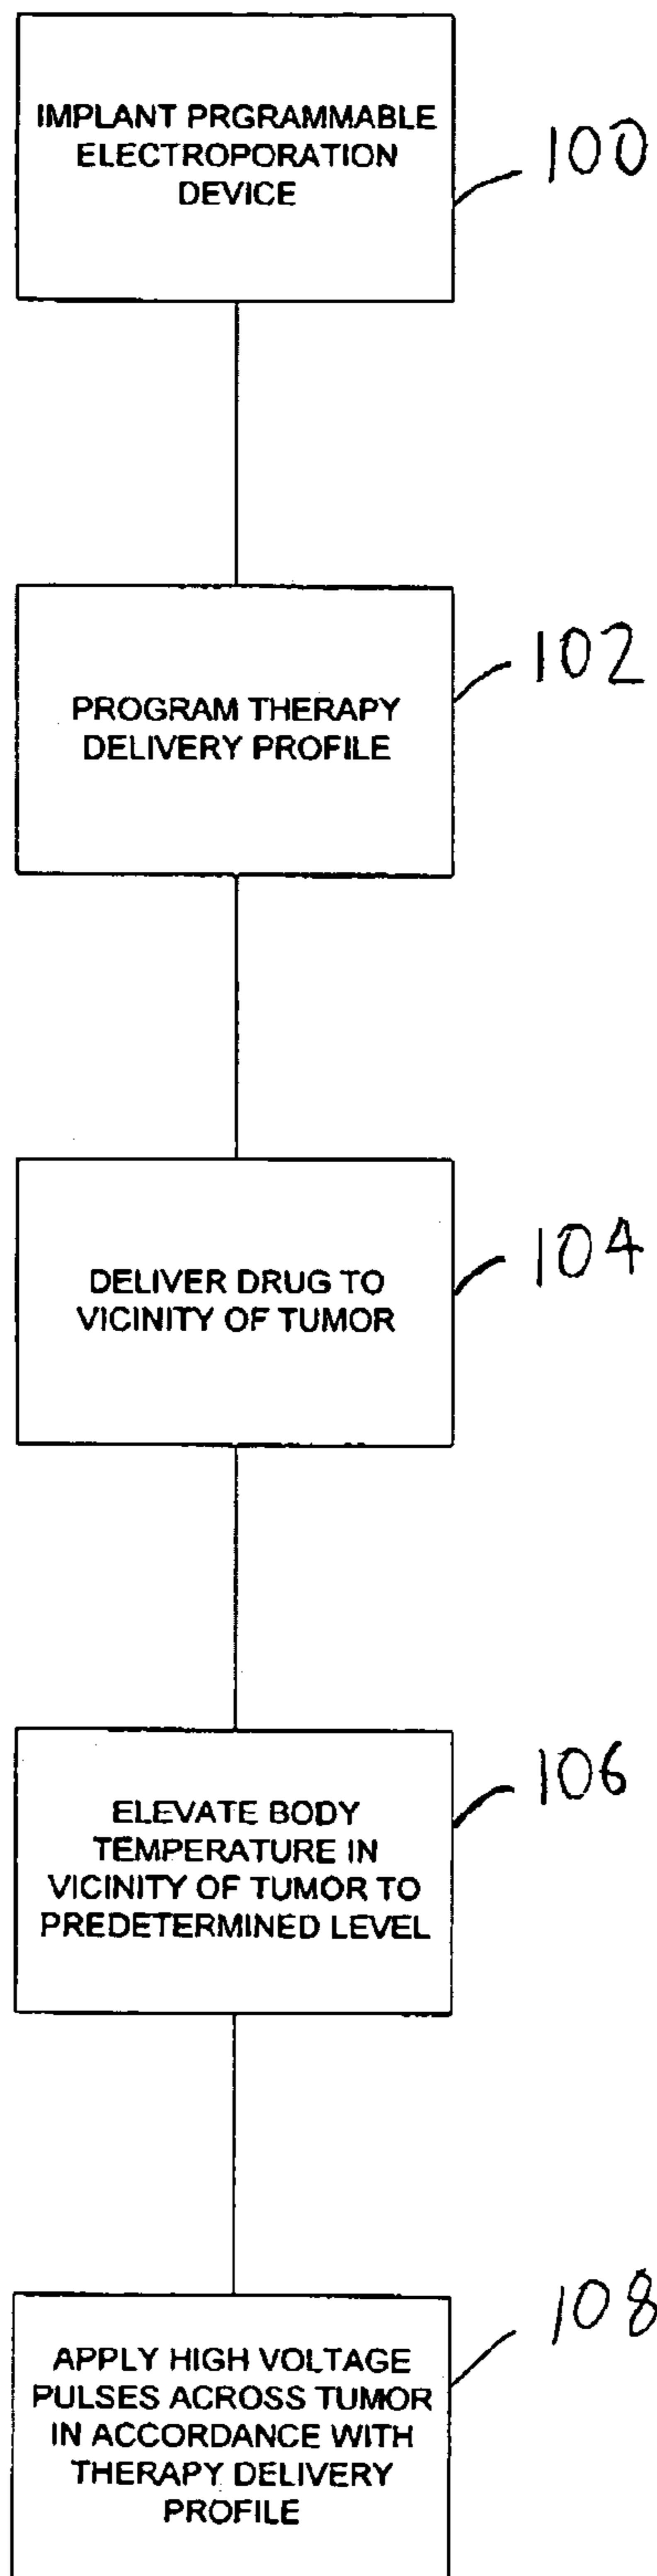 IMPLANT PRGRAMMABLE
ELECTROPORATION
DEVICE
100
PROGRAM THERAPY
DELIVERY PROFILE
102
DELIVER DRUG TO
VICINITY OF TUMOR
104
ELEVATE BODY
TEMPERATURE IN
VICINITY OF TUMOR TO
PREDETERMINED LEVEL
106
APPLY HIGH VOLTAGE
PULSES ACROSS TUMOR
IN ACCORDANCE WITH
THERAPY DELIVERY
PROFILE
108